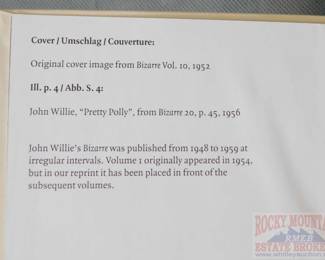 Cover / Umschlag / Couverture:
Original cover image from Bizarre Vol. 10, 1952
Ill. p. 4 / Abb. S. 4:
John Willie, “Pretty Polly”, from Bizarre 20, p. 45, 1956
John Willie's Bizarre was published from 1948 to 1959 at
irregular intervals. Volume 1 originally appeared in 1954,
but in our reprint it has been placed in front of the
subsequent volumes.
ROCKY MOUNTAIN
RMEB
ESTATE BROKERS